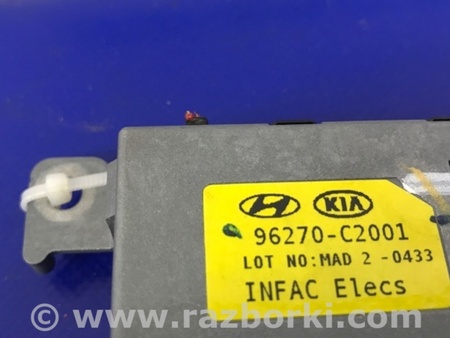 KIA
96270-C2001
LOT NO:MAD 2 -0433
INFAC Elecs
© www.razborki.com